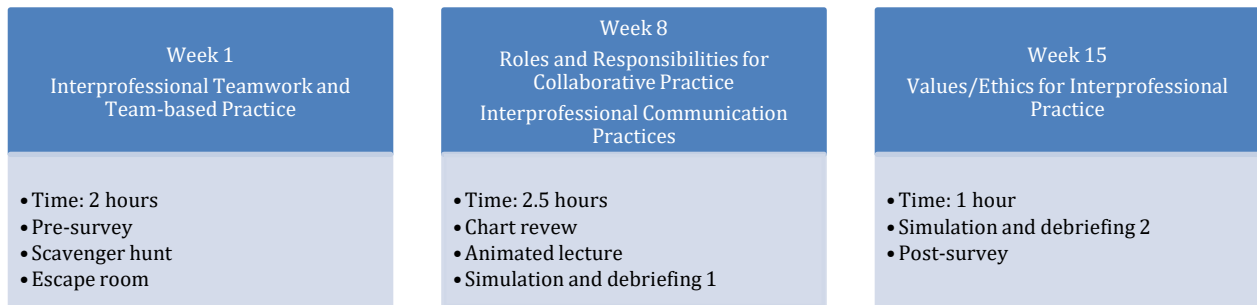 Week 1
Interprofessional Teamwork and
Team-based Practice
• Time: 2 hours
• Pre-survey
• Scavenger hunt
• Escape room
Week 8
Roles and Responsibilities for
Collaborative Practice
Interprofessional Communication
Practices
• Time: 2.5 hours
• Chart revew
• Animated lecture
• Simulation and debriefing 1
Week 15
Values/Ethics for Interprofessional
Practice
• Time: 1 hour
• Simulation and debriefing 2
• Post-survey